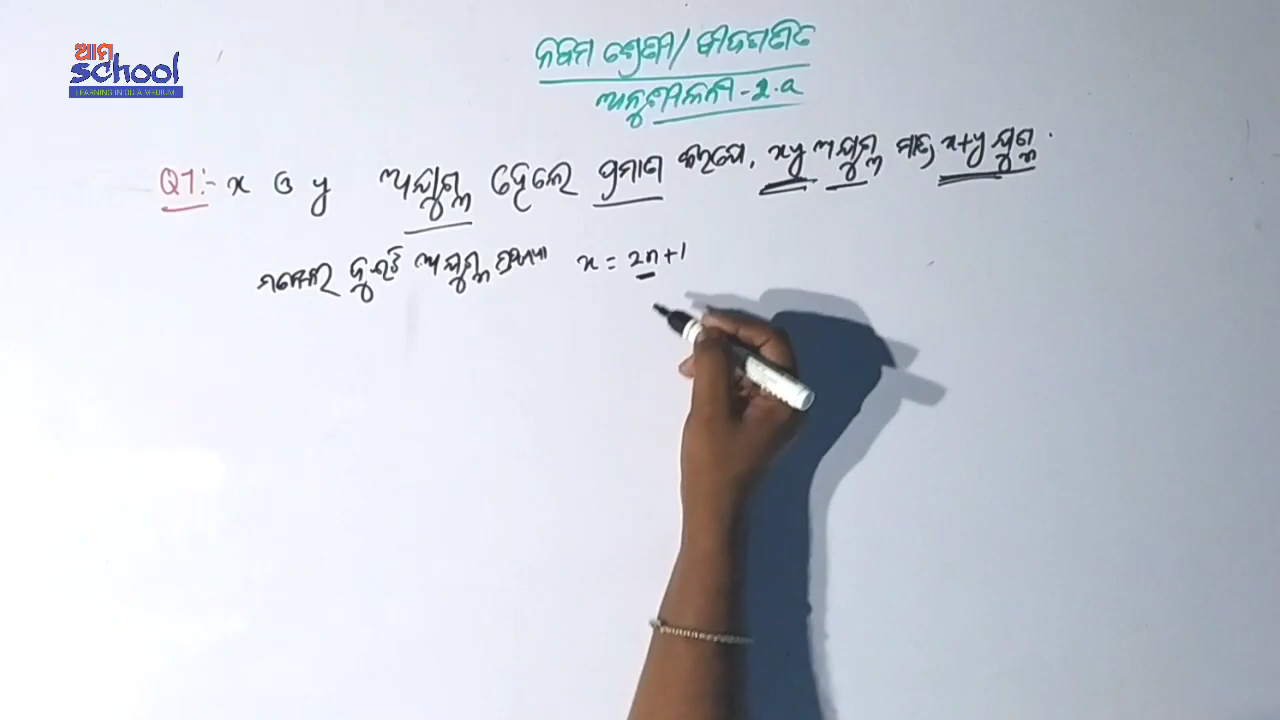 ଆମ
School
LEARNING IN ODIA MEDIUM
ନବମ ଶ୍ରେଣୀ / ବୀଜଗଣିତ
ଅନୁଶୀଳନୀ - 2.a
Q7:- x ଓ y ଅଯୁଗ୍ମ ହେଲେ ପ୍ରମାଣ କରଯେ, xy ଅଯୁଗ୍ମ ମାତ୍ର x+y ଯୁଗ୍ମ.
ମନେକର ଦୁଇଟି ଅଯୁଗ୍ମ ସଂଖ୍ୟା x = 2n+1